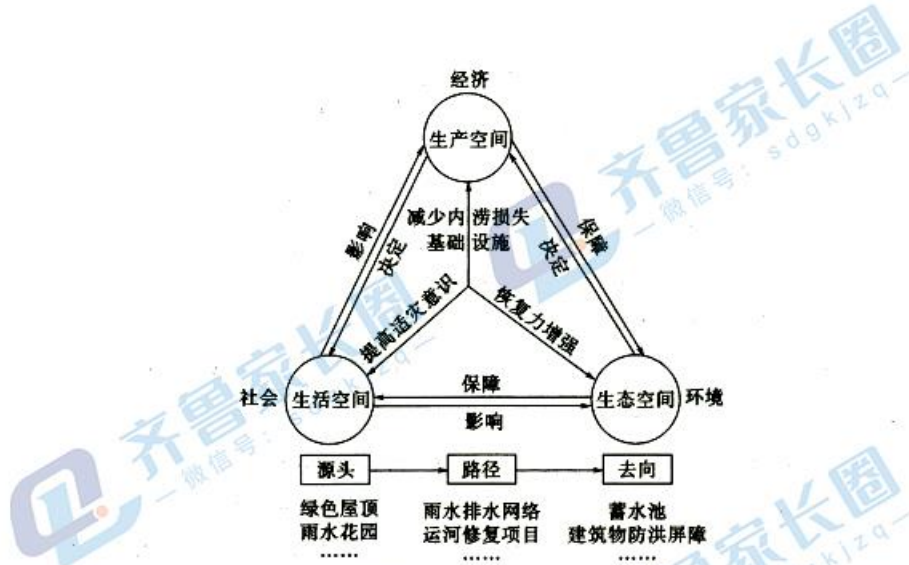 经济
生产空间
减少内涝损失
基础设施
影响
决定
保障
决定
提高适灾意识
恢复力增强
社会
生活空间
保障
影响
生态空间
环境
源头
路径
去向
绿色屋顶
雨水花园
……
雨水排水网络
运河修复项目
……
蓄水池
建筑物防洪屏障
……
齐鲁家长圈
微信号：sdgkjzq
齐鲁家长圈
微信号：sdgkjzq